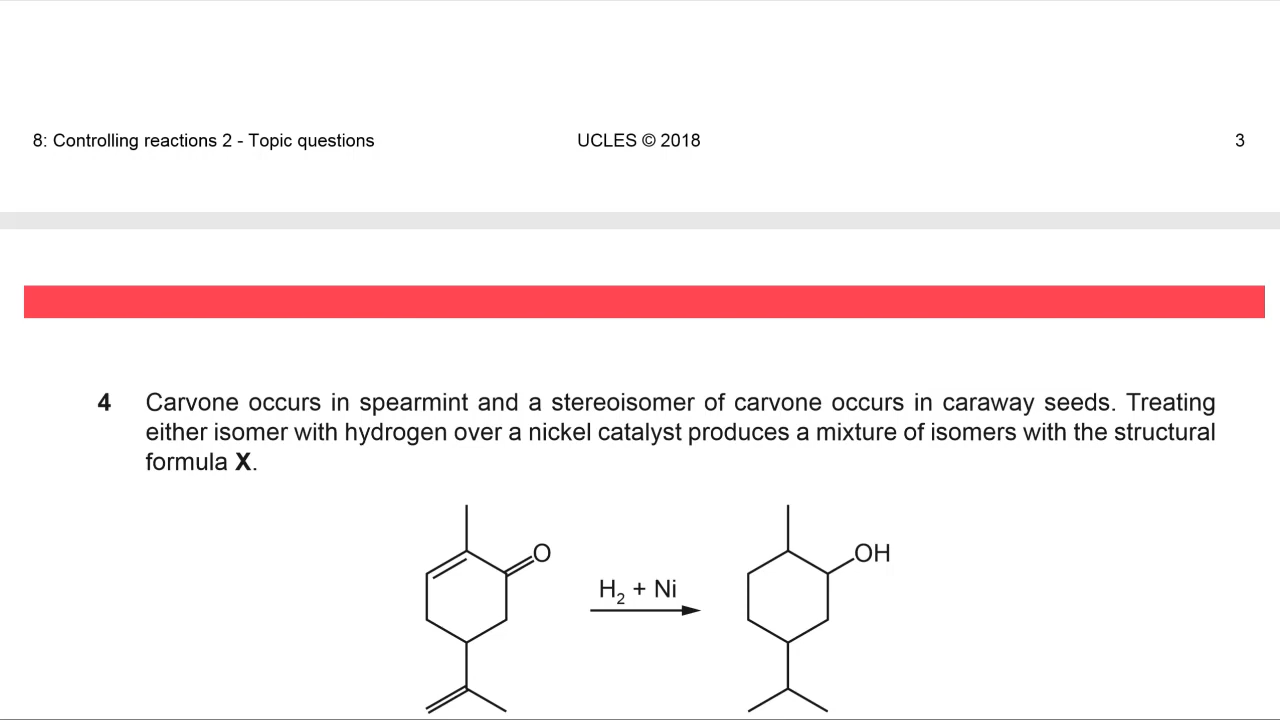 8: Controlling reactions 2 - Topic questions UCLES © 2018 3
4 Carvone occurs in spearmint and a stereoisomer of carvone occurs in caraway seeds. Treating
either isomer with hydrogen over a nickel catalyst produces a mixture of isomers with the structural
formula X.
O
H₂ + Ni
OH